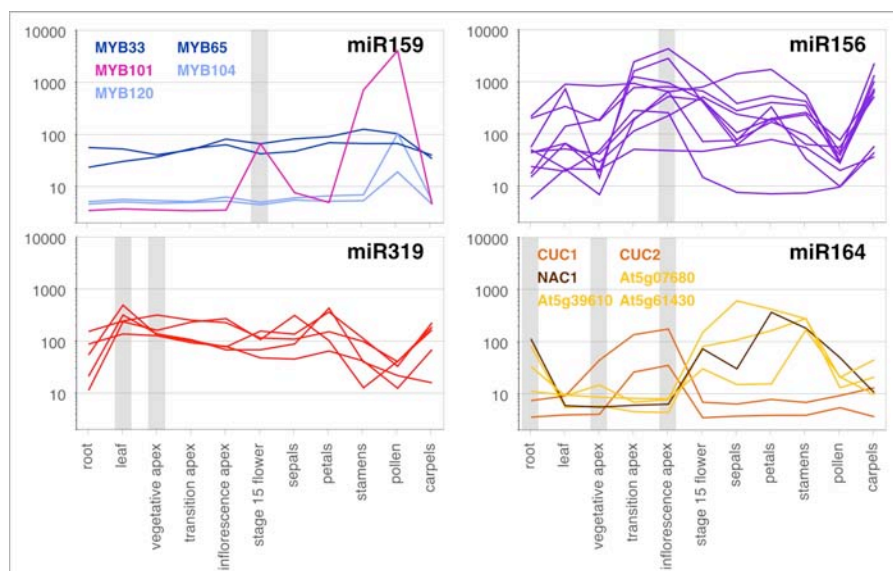 miR159
MYB33 MYB65
MYB101 MYB104
MYB120
10000
1000
100
10
miR156
10000
1000
100
10
miR319
10000
1000
100
10
miR164
CUC1 CUC2
NAC1 At5g07680
At5g39610 At5g61430
10000
1000
100
10
root
leaf
vegetative apex
transition apex
inflorescence apex
stage 15 flower
sepals
petals
stamens
pollen
carpels
root
leaf
vegetative apex
transition apex
inflorescence apex
stage 15 flower
sepals
petals
stamens
pollen
carpels